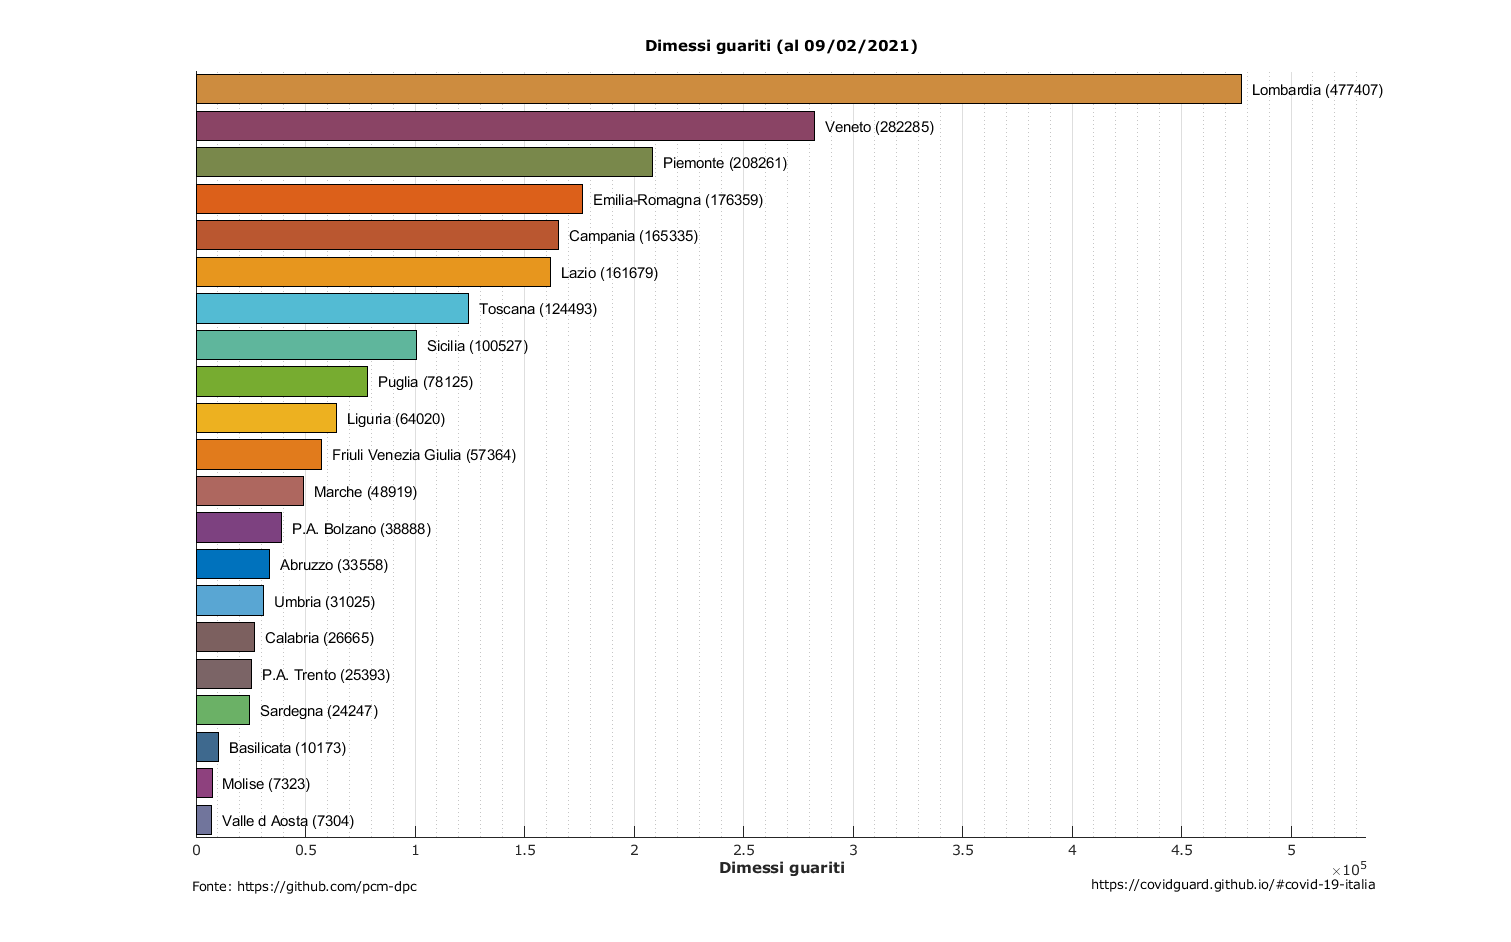 Dimessi guariti (al 09/02/2021)
Lombardia (477407)
Veneto (282285)
Piemonte (208261)
Emilia-Romagna (176359)
Campania (165335)
Lazio (161679)
Toscana (124493)
Sicilia (100527)
Puglia (78125)
Liguria (64020)
Friuli Venezia Giulia (57364)
Marche (48919)
P.A. Bolzano (38888)
Abruzzo (33558)
Umbria (31025)
Calabria (26665)
P.A. Trento (25393)
Sardegna (24247)
Basilicata (10173)
Molise (7323)
Valle d Aosta (7304)
0 0.5 1 1.5 2 2.5 3 3.5 4 4.5 5
×10⁵
Dimessi guariti
Fonte: https://github.com/pcm-dpc
https://covidguard.github.io/#covid-19-italia